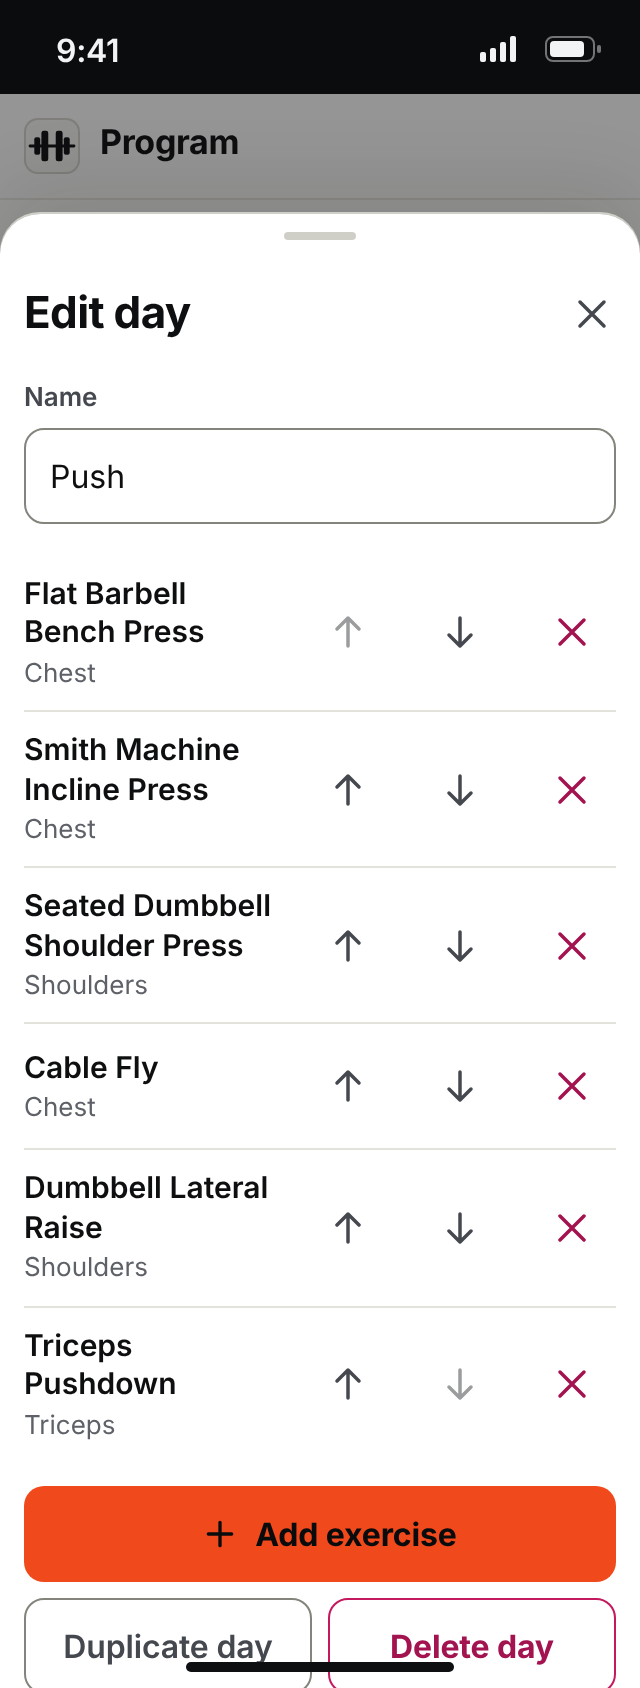 9:41
Program
Edit day
Name
Push
Flat Barbell
Bench Press
Chest
Smith Machine
Incline Press
Chest
Seated Dumbbell
Shoulder Press
Shoulders
Cable Fly
Chest
Dumbbell Lateral
Raise
Shoulders
Triceps
Pushdown
Triceps
Add exercise
Duplicate day
Delete day